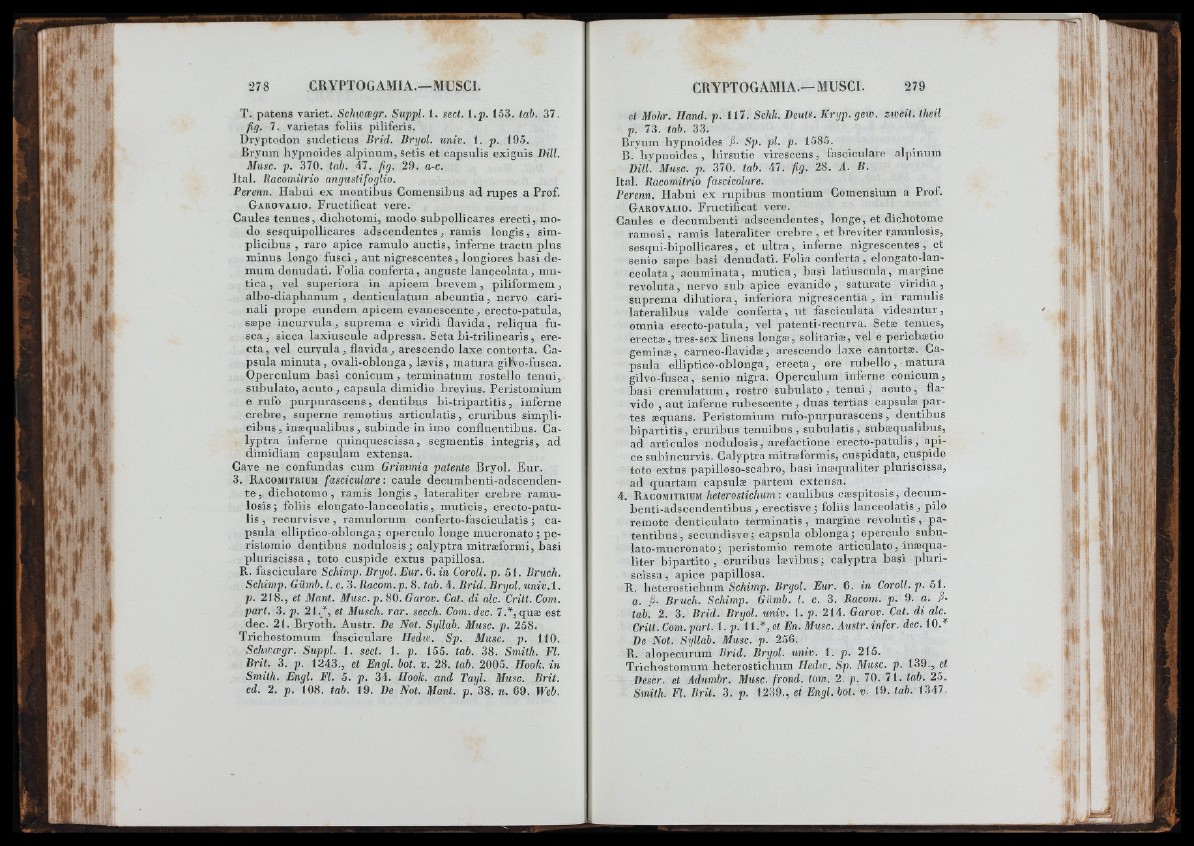 278 CRYPTOGAMIA.—MUSCI.
T. patens variet. Schwægr. Suppl. 1. sect. 1. p. 153. tab. 37.
fig. 7. varietas foliis piliferis.
Dryptodon sudeticus Brid. Bryol. univ. 1. p. 195.
Bryum hypnoides alpinum, setis et capsulis exiguis Dill.
Musc. p. 370. tab. 47. fig. 29. a-c.
Ital. Racomitrio angustifoglio.
Perenn. Habui ex montibus Comensibus ad rupes a Prof.
GAROVALIO. Fructificat vere.
Caules tenues, dichotomi, modo subpollicares erecti, mo-
do sesquipollicares adscendentes, ramis longis, sim-
plicibus, raro apice ramulo auctis, inferne tractu plus
minus longo fusci, aut nigrescentes, longiores basi de-
mum denudati. Folia conferta, anguste lanceolata, mu-
tica, vel superiora in apicem brevem, piliformem,
albo-diaphanum, denticulatum abeuntia, nervo cari-
nali prope eundem apicem evanescente, erecto-patula,
sæpe incurvula, suprema e viridi flavida, reliqua fu-
sca, sicca laxiuscule adpressa. Seta bi-trilinearis, ere-
cta, vel curvula, flavida, arescendo laxe contorta. Ca-
psula minuta, ovali-oblonga, lævis, matura gilvo-fusca.
Operculum basi conicum, terminatum rostello tenui,
subulato, acuto, capsula dimidio brevius. Peristomium
e rufo purpurascens, dentibus bi-tripartitis, inferne
crebre, superne remotius articulatis, cruribus simpli-
cibus, inæqualibus, subinde in imo confluentibus. Ca-
lyptra inferne quinquescissa, segmentis integris, ad
dimidiam capsulam extensa.
Cave ne confundas cum Grimmia patente Bryol. Eur.
3. RACOMITRIUM fasciculare: caule decumbenti-adscenden-
te, dichotomo, ramis longis, lateraliter crebre ramu-
losis; foliis elongato-lanceolatis, muticis, erecto-patu-
lis, recurvisve, ramulorum conferto-fasciculatis; ca-
psula elliptico-oblonga; operculo longe mucronato; pe-
ristomio dentibus nodulosis; calyptra mitræformi, basi
pluriscissa, toto cuspide extus papillosa.
R. fasciculare Schimp. Bryol. Eur. 6. in Coroll. p. 51. Bruch.
Schimp. Gümb. l. c. 3. Racom. p. 8. tab. 4. Brid. Bryol. univ. 1.
p. 218., et Mant. Musc. p. 80. Garov. Cat. di alc. Critt. Com.
part. 3. p. 21.*, et Musch. rar. secch. Com. dec. 7.*, quæ est
dec. 21. Bryoth. Austr. De Not. Syllab. Musc. p. 258.
Trichostomum fasciculare Hedw. Sp. Musc. p. 110.
Schwægr. Suppl. 1. sect. 1. p. 155. tab. 38. Smith. Fl.
Brit. 3. p. 1243., et Engl. bot. v. 28. tab. 2005. Hook. in
Smith. Engl. Fl. 5. p. 34. Hook. and Tayl. Musc. Brit.
ed. 2. p. 108. tab. 19. De Not. Mant. p. 38. n. 69. Web.
CRYPTOGAMIA.—MUSCI. 279
et Mohr. Hand. p. 117. Schk. Deuts. Kryp. gew. zweil. theil
p. 73. tab. 33.
Bryum hypnoides β. Sp. pl. p. 1585.
B. hypnoides, hirsutie virescens, fasciculare alpinum
Dill. Musc. p. 370. tab. 47. fig. 28. A. B.
Ital. Racomitrio fascicolare.
Perenn. Habui ex rupibus montium Comensium a Prof.
GAROVALIO. Fructificat vere.
Caules e decumbenti adscendentes, longe, et dichotome
ramosi, ramis lateraliter crebre, et breviter ramulosis,
sesqui-bipollicares, et ultra, inferne nigrescentes, et
senio sæpe basi denudati. Folia conferta, elongato-lan-
ceolata, acuminata, mutica, basi latiuscula, margine
revoluta, nervo sub apice evanido, saturate viridia,
suprema dilutiora, inferiora nigrescentia, in ramulis
lateralibus valde conferta, ut fasciculata videantur,
omnia erecto-patula, vel patenti-recurva. Setæ tenues,
erectæ, tres-sex lineas longæ, solitariæ, vel e perichætio
geminæ, carneo-flavidæ, arescendo laxe cantortæ. Ca-
psula elliptico-oblonga, erecta, ore rubello, matura
gilvo-fusca, senio nigra. Operculum inferne conicum,
basi crenulatum, rostro subulato, tenui, acuto, fla-
vido, aut inferne rubescente, duas tertias capsulæ par-
tes æquans. Peristomium rufo-purpurascens, dentibus
bipartitis, cruribus tenuibus, subulatis, subæqualibus,
ad articulos nodulosis, arefactione erecto-patulis, api-
ce subincurvis. Calyptra mitræformis, cuspidata, cuspide
toto extus papilloso-scabro, basi inæqualiter pluriscissa,
ad quartam capsulæ partem extensa.
4. RACOMITRIUM heterostichum: caulibus cæspitosis, decum-
benti-adscendentibus, erectisve; foliis lanceolatis, pilo
remote denticulato terminatis, margine revolutis, pa-
tentibus, secundisve; capsula oblonga; operculo subu-
lato-mucronato; peristomio remote articulato, inæqua-
liter bipartito, cruribus lævibus; calyptra basi pluri-
scissa, apice papillosa.
R. heterostichum Schimp. Bryol. Eur. 6. in Coroll. p. 51.
a. β. Bruch. Schimp. Gümb. l. c. 3. Racom. p. 9. a. β.
tab. 2. 3. Brid. Bryol. univ. 1. p. 214. Garov. Cat. di alc.
Critt. Com. part. 1. p. 11.*, et En. Musc. Austr. infer. dec. 10.*
De Not. Syllab. Musc. p. 256.
R. alopecurum Brid. Bryol. univ. 1. p. 215.
Trichostomum heterostichum Hedw. Sp. Musc. p. 139., et
Descr. et Adumbr. Musc. frond. tom. 2. p. 70. 71. tab. 25.
Smith. Fl. Brit. 3. p. 1239., et Engl. bot. v. 19. tab. 1347.